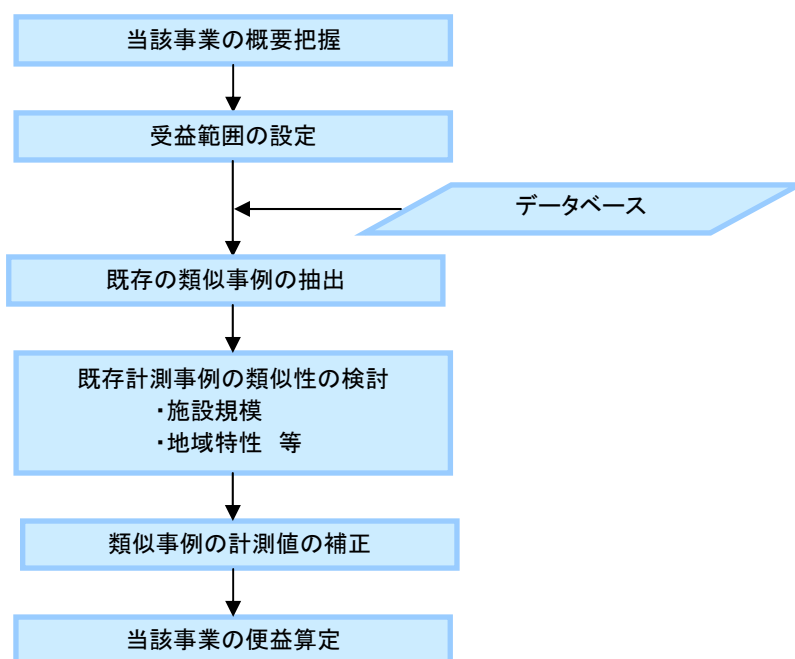 当該事業の概要把握
受益範囲の設定
データベース
既存の類似事例の抽出
既存計測事例の類似性の検討
・施設規模
・地域特性　等
類似事例の計測値の補正
当該事業の便益算定